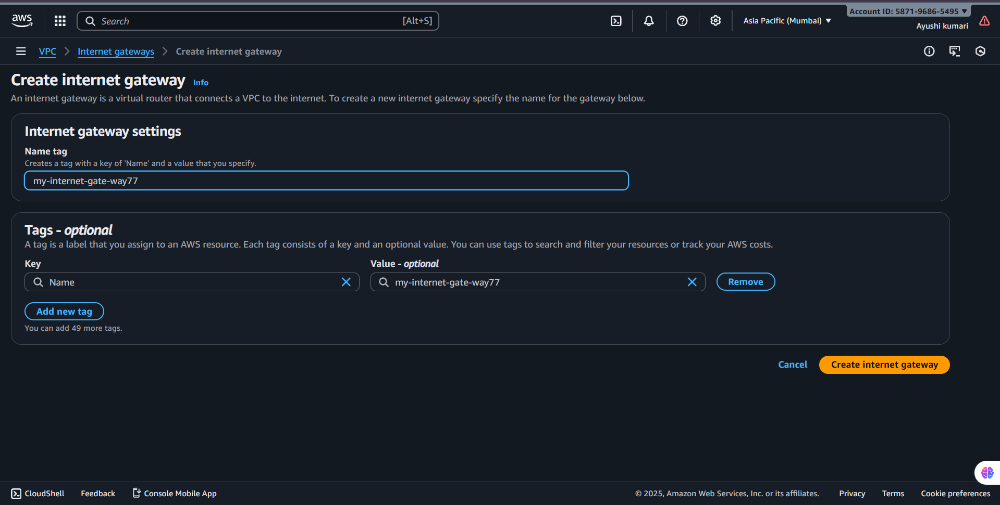 aws
Search [Alt+S]
Asia Pacific (Mumbai)
Account ID: 5871-9686-5495
Ayushi kumari
VPC
Internet gateways
Create internet gateway
Create internet gateway Info
An internet gateway is a virtual router that connects a VPC to the internet. To create a new internet gateway specify the name for the gateway below.
Internet gateway settings
Name tag
Creates a tag with a key of 'Name' and a value that you specify.
my-internet-gate-way77
Tags - optional
A tag is a label that you assign to an AWS resource. Each tag consists of a key and an optional value. You can use tags to search and filter your resources or track your AWS costs.
Key
Value - optional
Name
my-internet-gate-way77
Remove
Add new tag
You can add 49 more tags.
Cancel
Create internet gateway
CloudShell
Feedback
Console Mobile App
© 2025, Amazon Web Services, Inc. or its affiliates.
Privacy
Terms
Cookie preferences